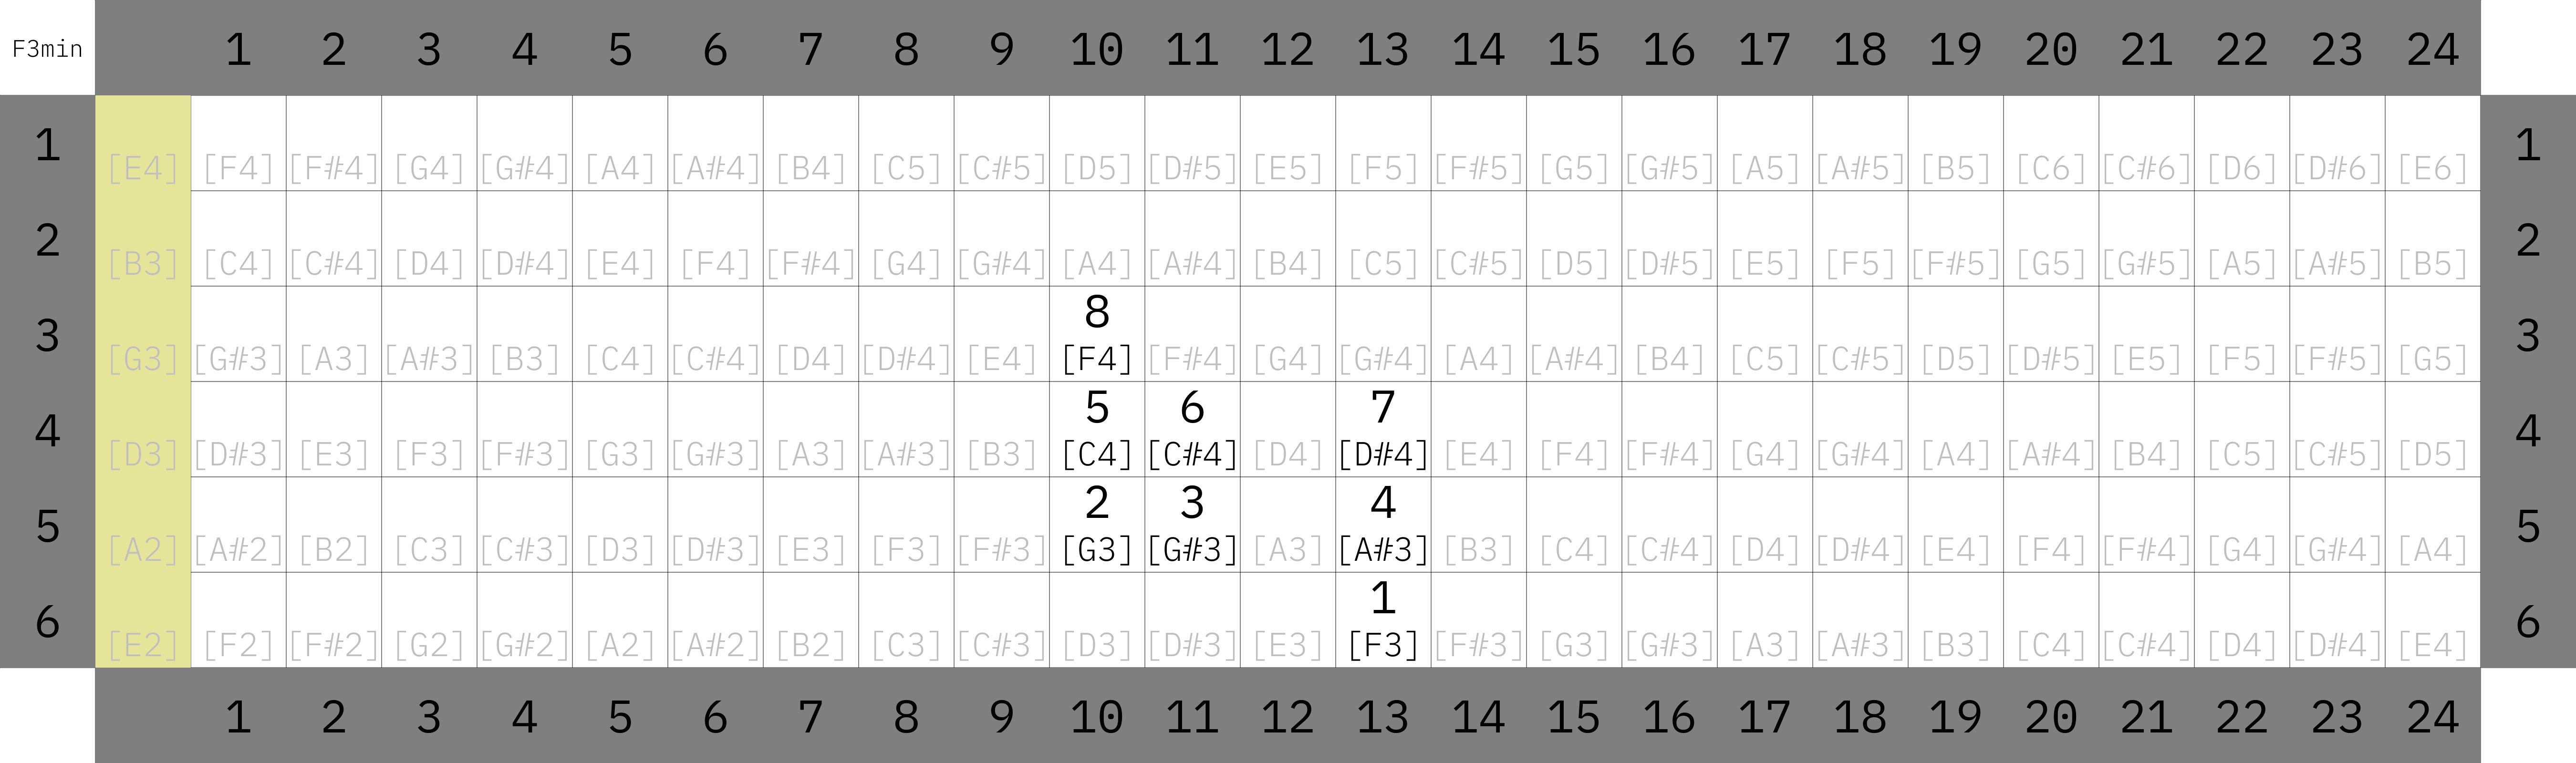 F3min 1 2 3 4 5 6 7 8 9 10 11 12 13 14 15 16 17 18 19 20 21 22 23 24
1 [E4] [F4] [F#4] [G4] [G#4] [A4] [A#4] [B4] [C5] [C#5] [D5] [D#5] [E5] [F5] [F#5] [G5] [G#5] [A5] [A#5] [B5] [C6] [C#6] [D6] [D#6] [E6] 1
2 [B3] [C4] [C#4] [D4] [D#4] [E4] [F4] [F#4] [G4] [G#4] [A4] [A#4] [B4] [C5] [C#5] [D5] [D#5] [E5] [F5] [F#5] [G5] [G#5] [A5] [A#5] [B5] 2
8
3 [G3] [G#3] [A3] [A#3] [B3] [C4] [C#4] [D4] [D#4] [E4] [F4] [F#4] [G4] [G#4] [A4] [A#4] [B4] [C5] [C#5] [D5] [D#5] [E5] [F5] [F#5] [G5] 3
5 6 7
4 [D3] [D#3] [E3] [F3] [F#3] [G3] [G#3] [A3] [A#3] [B3] [C4] [C#4] [D4] [D#4] [E4] [F4] [F#4] [G4] [G#4] [A4] [A#4] [B4] [C5] [C#5] [D5] 4
2 3 4
5 [A2] [A#2] [B2] [C3] [C#3] [D3] [D#3] [E3] [F3] [F#3] [G3] [G#3] [A3] [A#3] [B3] [C4] [C#4] [D4] [D#4] [E4] [F4] [F#4] [G4] [G#4] [A4] 5
1
6 [E2] [F2] [F#2] [G2] [G#2] [A2] [A#2] [B2] [C3] [C#3] [D3] [D#3] [E3] [F3] [F#3] [G3] [G#3] [A3] [A#3] [B3] [C4] [C#4] [D4] [D#4] [E4] 6
1 2 3 4 5 6 7 8 9 10 11 12 13 14 15 16 17 18 19 20 21 22 23 24